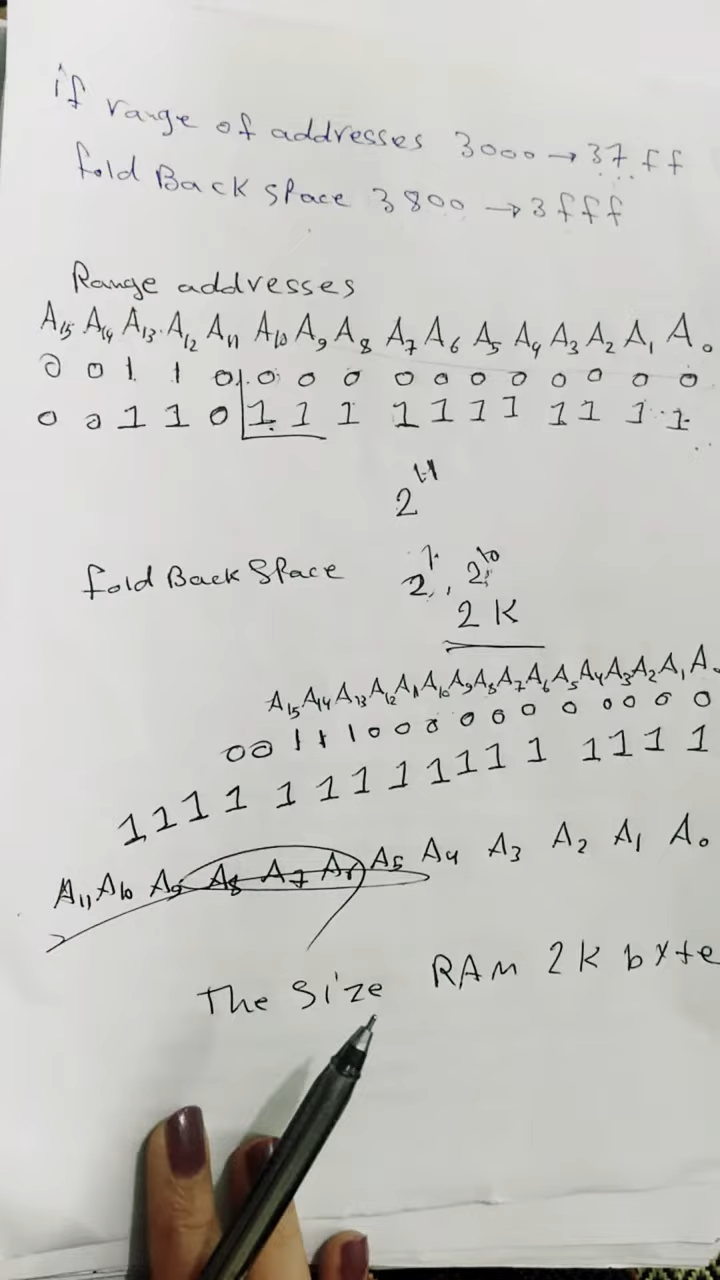 if range of addresses 3000 → 37ff
fold Back space 3800 → 3fff
Range addresses
A15 A14 A13 A12 A11 A10 A9 A8 A7 A6 A5 A4 A3 A2 A1 A0
0 0 1 1 0 0 0 0 0 0 0 0 0 0 0 0
0 0 1 1 0 1 1 1 1 1 1 1 1 1 1 1
2^11
fold Back Space 2^1 . 2^10
2 K
A15 A14 A13 A12 A11 A10 A9 A8 A7 A6 A5 A4 A3 A2 A1 A0
0 0 1 1 1 0 0 0 0 0 0 0 0 0 0 0
1 1 1 1 1 1 1 1 1 1 1 1 1 1 1 1
A11 A10 A9 A8 A7 A6 A5 A4 A3 A2 A1 A0
The Size RAM 2K byte